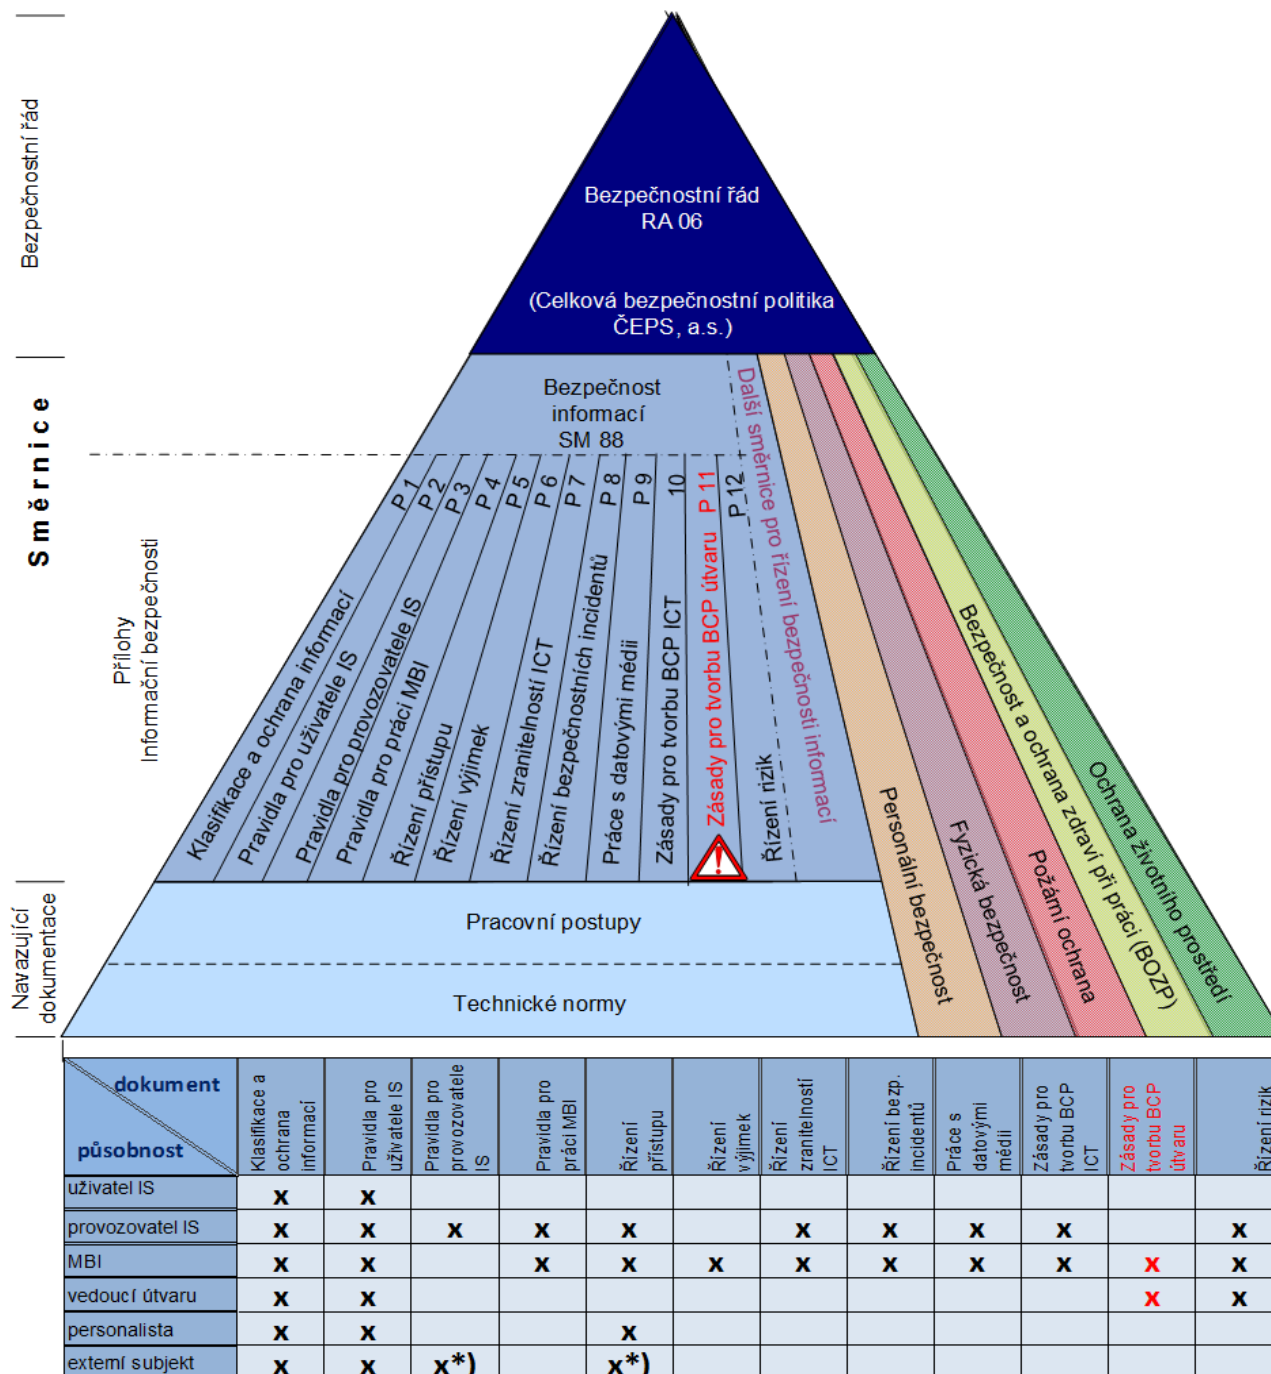 Bezpečnostní řád
Bezpečnostní řád
RA 06
(Celková bezpečnostní politika
ČEPS, a.s.)
Směrnice
Bezpečnost
informací
SM 88
Další směrnice pro řízení bezpečnosti informací
Přílohy
Informační bezpečnosti
Klasifikace a ochrana informací P 1
Pravidla pro uživatele IS P 2
Pravidla pro provozovatele IS P 3
Pravidla pro práci MBI P 4
Řízení přístupu P 5
Řízení výjimek P 6
Řízení zranitelností ICT P 7
Řízení bezpečnostních incidentů P 8
Práce s datovými médii P 9
Zásady pro tvorbu BCP ICT 10
Zásady pro tvorbu BCP útvaru P 11
Řízení rizik P 12
Personální bezpečnost
Fyzická bezpečnost
Požární ochrana
Bezpečnost a ochrana zdraví při práci (BOZP)
Ochrana životního prostředí
Navazující
dokumentace
Pracovní postupy
Technické normy
dokument
působnost
Klasifikace a
ochrana
informací
Pravidla pro
uživatele IS
Pravidla pro
provozovatele
IS
Pravidla pro
práci MBI
Řízení
přístupu
Řízení
výjimek
Řízení
zranitelností
ICT
Řízení bezp.
incidentů
Práce s
datovými
médii
Zásady pro
tvorbu BCP
ICT
Zásady pro
tvorbu BCP
útvaru
Řízení rizik
uživatel IS x x
provozovatel IS x x x x x x x x x x
MBI x x x x x x x x x x x
vedoucí útvaru x x x x
personalista x x x
externí subjekt x x x*) x*)